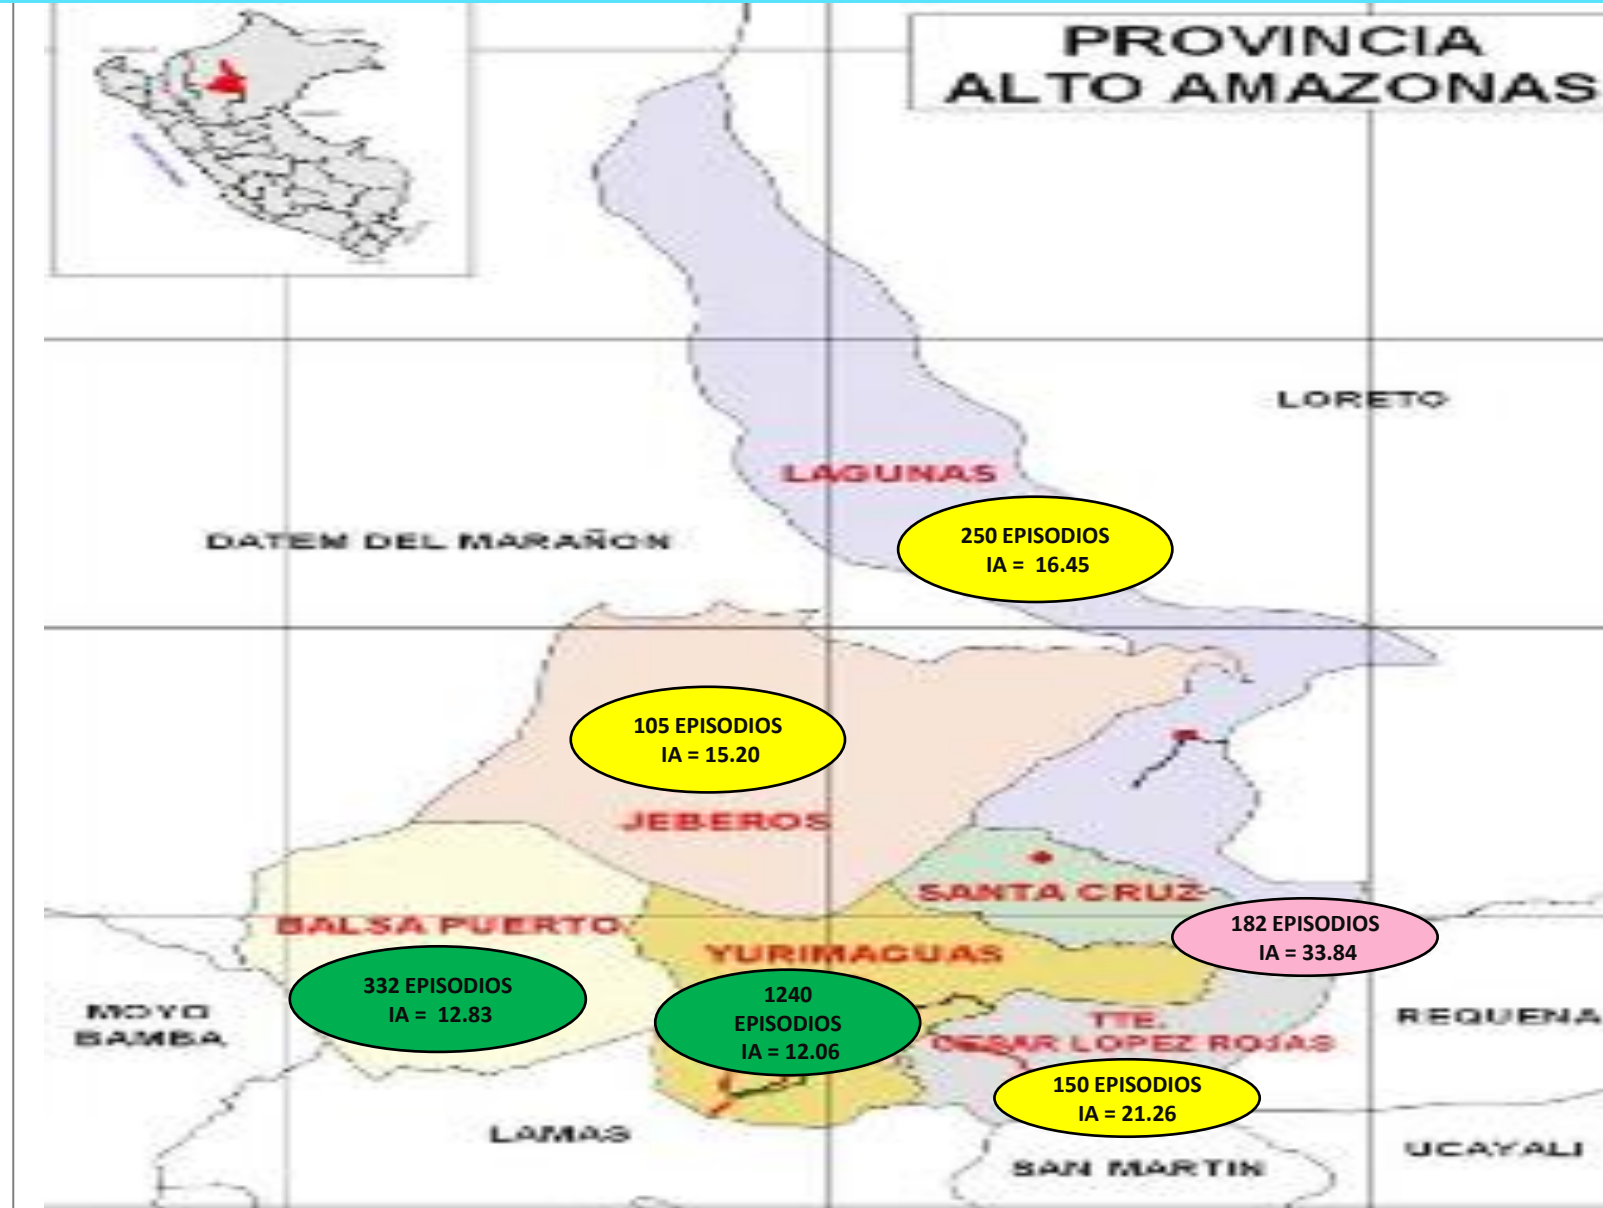 PROVINCIA
ALTO AMAZONAS
LORETO
LAGUNAS
250 EPISODIOS
IA = 16.45
DATEM DEL MARAÑON
105 EPISODIOS
IA = 15.20
JEBEROS
SANTA CRUZ
182 EPISODIOS
IA = 33.84
BALSA PUERTO
YURIMAGUAS
332 EPISODIOS
IA = 12.83
1240
EPISODIOS
IA = 12.06
MOYO
BAMBA
TTE.
CESAR LOPEZ ROJAS
REQUENA
150 EPISODIOS
IA = 21.26
LAMAS
SAN MARTIN
UCAYALI